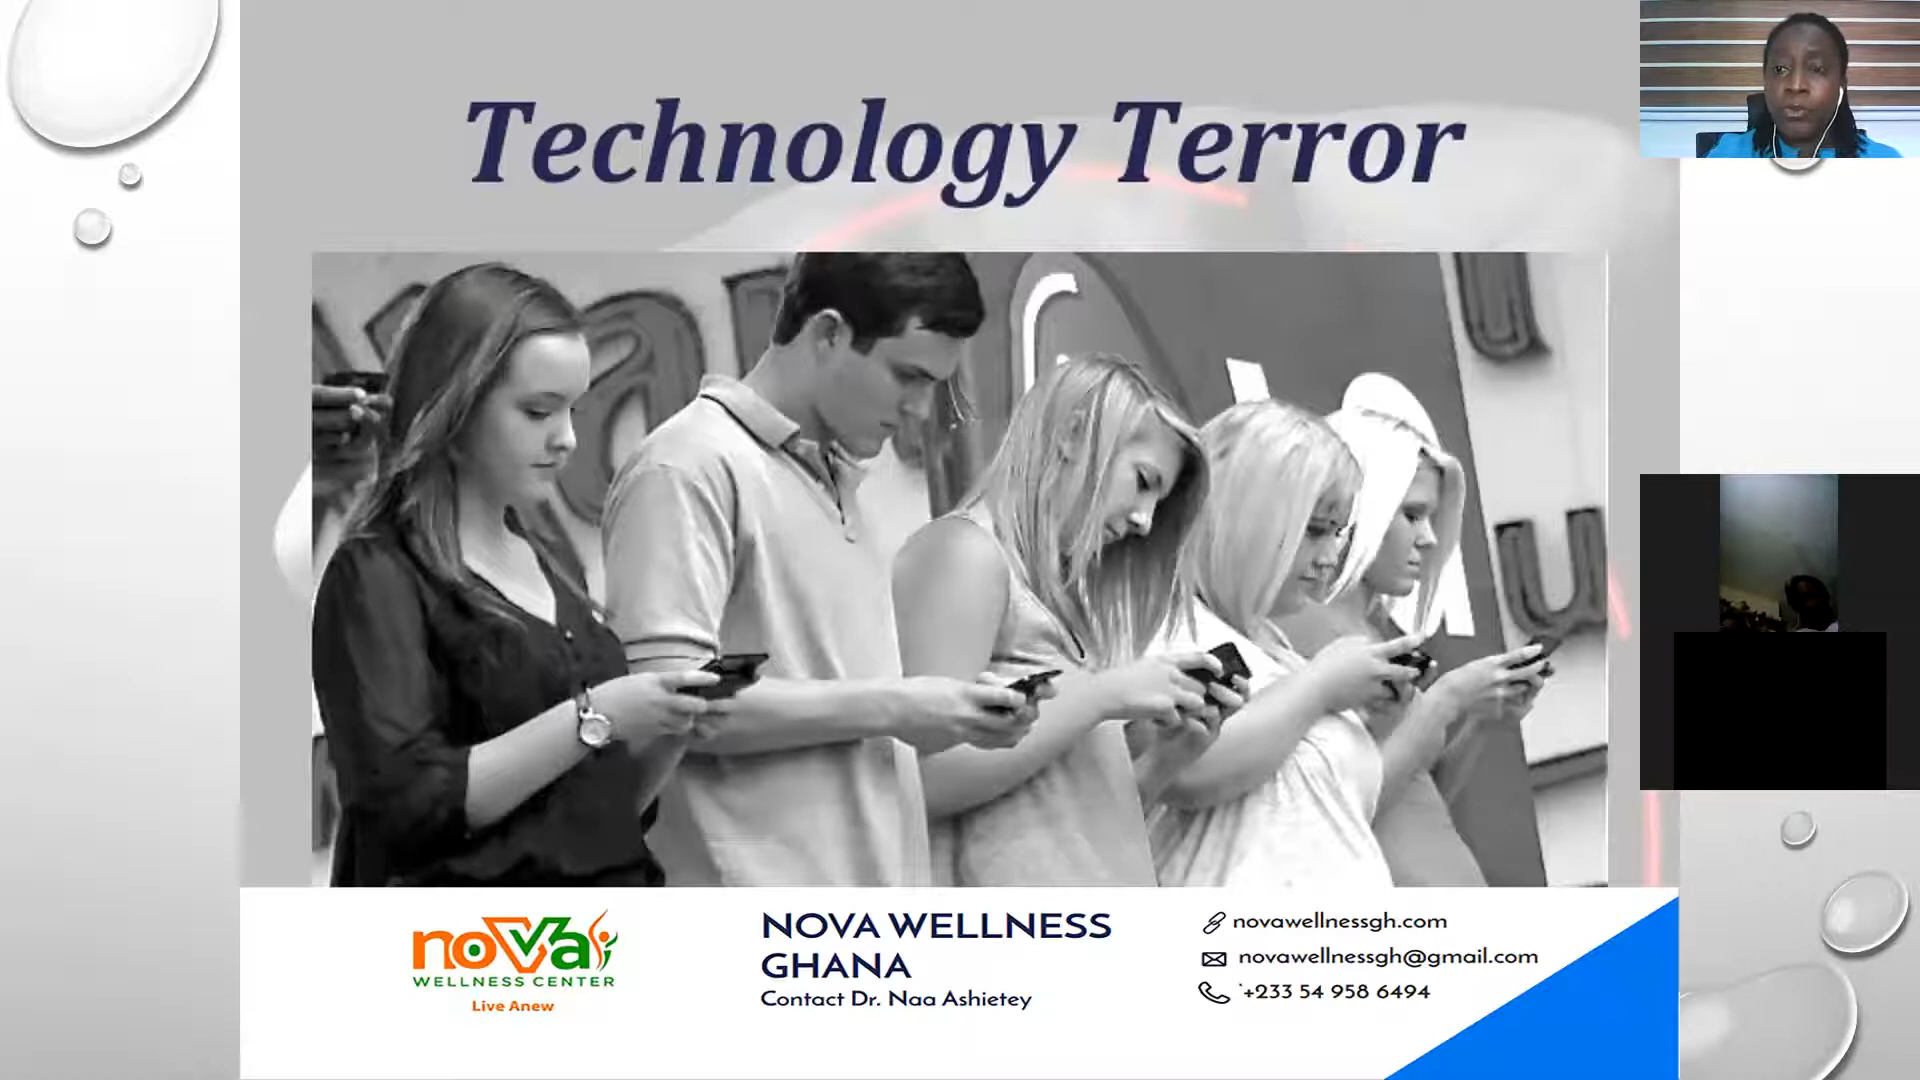 Technology Terror
nova
WELLNESS CENTER
Live Anew
NOVA WELLNESS
GHANA
Contact Dr. Naa Ashietey
novawellnessgh.com
novawellnessgh@gmail.com
+233 54 958 6494